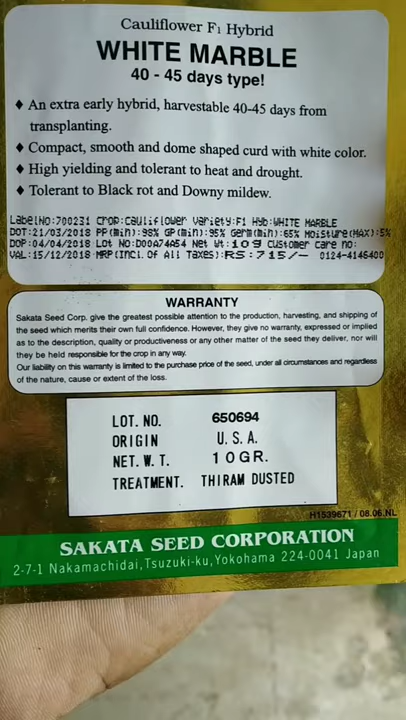 Cauliflower F1 Hybrid
WHITE MARBLE
40 - 45 days type!
♦ An extra early hybrid, harvestable 40-45 days from
transplanting.
♦ Compact, smooth and dome shaped curd with white color.
♦ High yielding and tolerant to heat and drought.
♦ Tolerant to Black rot and Downy mildew.
LabelNo:700231 Crop:Cauliflower Variety:F1 Hyb:WHITE MARBLE
DOT:21/03/2018 PP(min):98% GP(min):95% Germ(min):65% Moisture(MAX):5%
DOP:04/04/2018 Lot No:D00A74A54 Net Wt:10g Customer care no:
VAL:15/12/2018 MRP(Incl. Of All Taxes):RS:715/- 0124-4146400
WARRANTY
Sakata Seed Corp. give the greatest possible attention to the production, harvesting, and shipping of
the seed which merits their own full confidence. However, they give no warranty, expressed or implied
as to the description, quality or productiveness or any other matter of the seed they deliver, nor will
they be held responsible for the crop in any way.
Our liability on this warranty is limited to the purchase price of the seed, under all circumstances and regardless
of the nature, cause or extent of the loss.
LOT. NO. 650694
ORIGIN U. S. A.
NET. W. T. 10GR.
TREATMENT. THIRAM DUSTED
H1539671 / 08.06.NL
SAKATA SEED CORPORATION
2-7-1 Nakamachidai,Tsuzuki-ku,Yokohama 224-0041 Japan